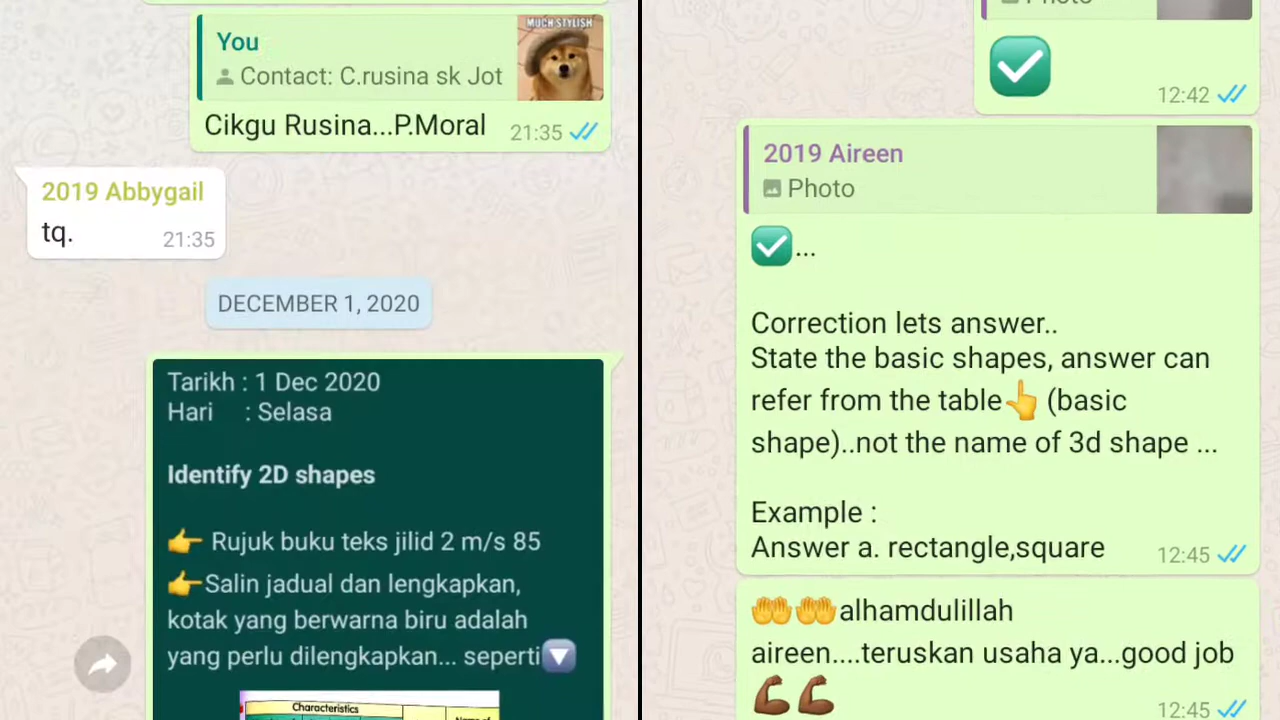 You
Contact: C.rusina sk Jot
MUCH STYLISH
Cikgu Rusina...P.Moral
21:35
2019 Abbygail
tq.
21:35
DECEMBER 1, 2020
Tarikh : 1 Dec 2020
Hari : Selasa
Identify 2D shapes
👉 Rujuk buku teks jilid 2 m/s 85
👉Salin jadual dan lengkapkan,
kotak yang berwarna biru adalah
yang perlu dilengkapkan... seperti🔽
Characteristics
Photo
✅
12:42
2019 Aireen
Photo
✅...
Correction lets answer..
State the basic shapes, answer can
refer from the table👆 (basic
shape)..not the name of 3d shape ...
Example :
Answer a. rectangle,square
12:45
🤲🤲alhamdulillah
aireen....teruskan usaha ya...good job
💪🏾💪🏾
12:45